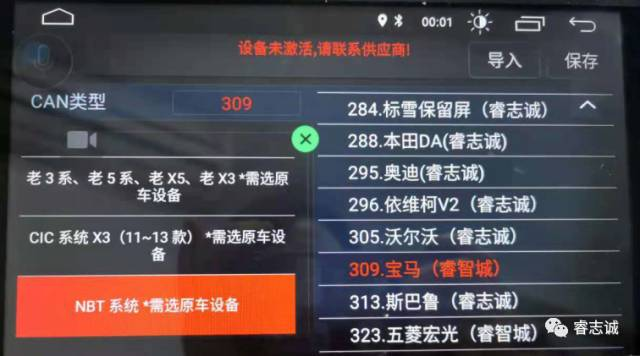 00:01
设备未激活,请联系供应商!
导入
保存
CAN类型
309
老 3 系、老 5 系、老 X5、老 X3 *需选原
车设备
CIC 系统 X3（11~13 款） *需选原车设
备
NBT 系统 *需选原车设备
284.标雪保留屏（睿志诚）
288.本田DA(睿志诚)
295.奥迪(睿志诚)
296.依维柯V2（睿志诚）
305.沃尔沃（睿志诚）
309.宝马（睿智城）
313.斯巴鲁（睿志诚）
323.五菱宏光（睿智城）
睿志诚